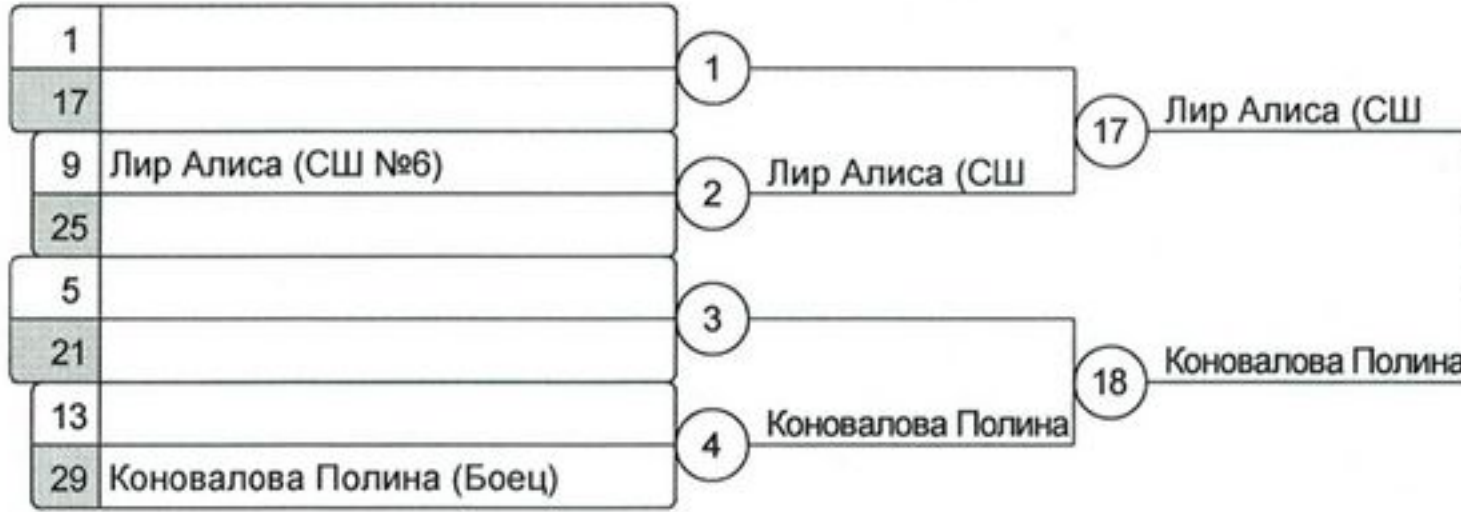 1
1
17
17 Лир Алиса (СШ
9 Лир Алиса (СШ №6)
2 Лир Алиса (СШ
25
5
3
21
18 Коновалова Полина
13
4 Коновалова Полина
29 Коновалова Полина (Боец)